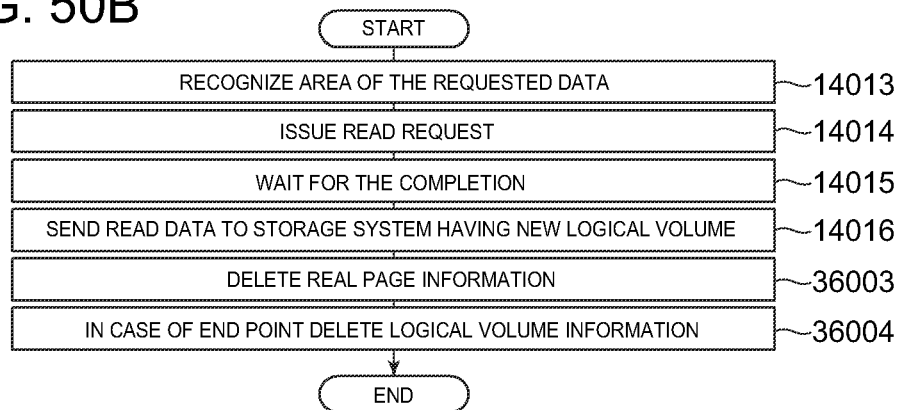 G. 50B
START
RECOGNIZE AREA OF THE REQUESTED DATA 14013
ISSUE READ REQUEST 14014
WAIT FOR THE COMPLETION 14015
SEND READ DATA TO STORAGE SYSTEM HAVING NEW LOGICAL VOLUME 14016
DELETE REAL PAGE INFORMATION 36003
IN CASE OF END POINT DELETE LOGICAL VOLUME INFORMATION 36004
END